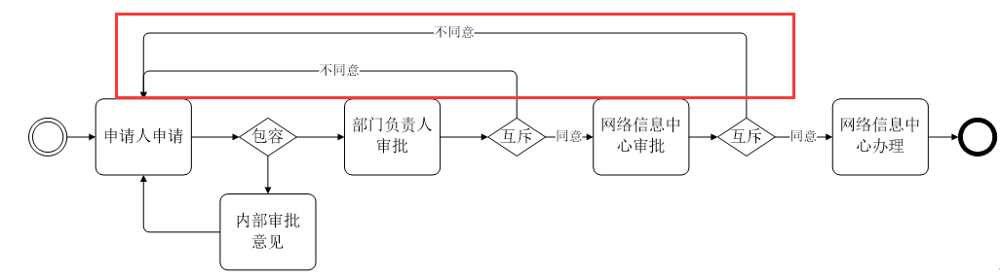 不同意
不同意
申请人申请
包容
部门负责人
审批
互斥
同意
网络信息中
心审批
互斥
同意
网络信息中
心办理
内部审批
意见